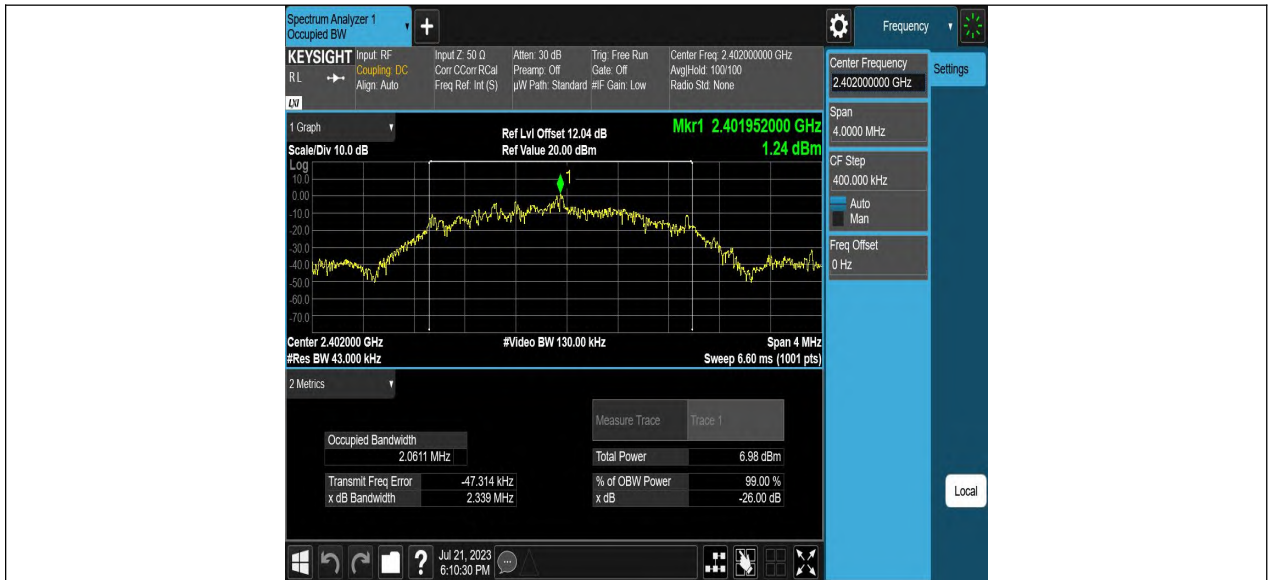 Spectrum Analyzer 1
Occupied BW
+
Frequency
KEYSIGHT
RL
LXI
Input: RF
Coupling: DC
Align: Auto
Input Z: 50 Ω
Corr CCorr RCal
Freq Ref: Int (S)
Atten: 30 dB
Preamp: Off
µW Path: Standard
Trig: Free Run
Gate: Off
#IF Gain: Low
Center Freq: 2.402000000 GHz
Avg|Hold: 100/100
Radio Std: None
Center Frequency
2.402000000 GHz
Settings
Span
4.0000 MHz
CF Step
400.000 kHz
Auto
Man
Freq Offset
0 Hz
1 Graph
Scale/Div 10.0 dB
Ref Lvl Offset 12.04 dB
Ref Value 20.00 dBm
Mkr1 2.401952000 GHz
1.24 dBm
Log
10.0
0.00
-10.0
-20.0
-30.0
-40.0
-50.0
-60.0
-70.0
1
Center 2.402000 GHz
#Res BW 43.000 kHz
#Video BW 130.00 kHz
Span 4 MHz
Sweep 6.60 ms (1001 pts)
2 Metrics
Measure Trace
Trace 1
Occupied Bandwidth
2.0611 MHz
Total Power
6.98 dBm
Transmit Freq Error
-47.314 kHz
% of OBW Power
99.00 %
x dB Bandwidth
2.339 MHz
x dB
-26.00 dB
Local
?
Jul 21, 2023
6:10:30 PM